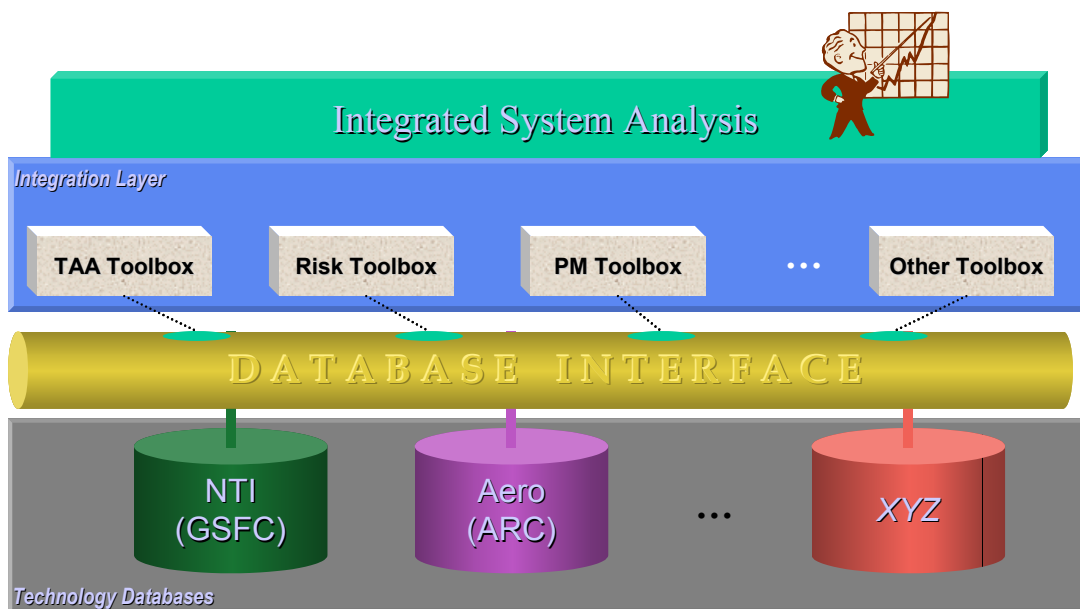 Integrated System Analysis
Integration Layer
TAA Toolbox
Risk Toolbox
PM Toolbox
...
Other Toolbox
DATABASE INTERFACE
NTI
(GSFC)
Aero
(ARC)
...
XYZ
Technology Databases